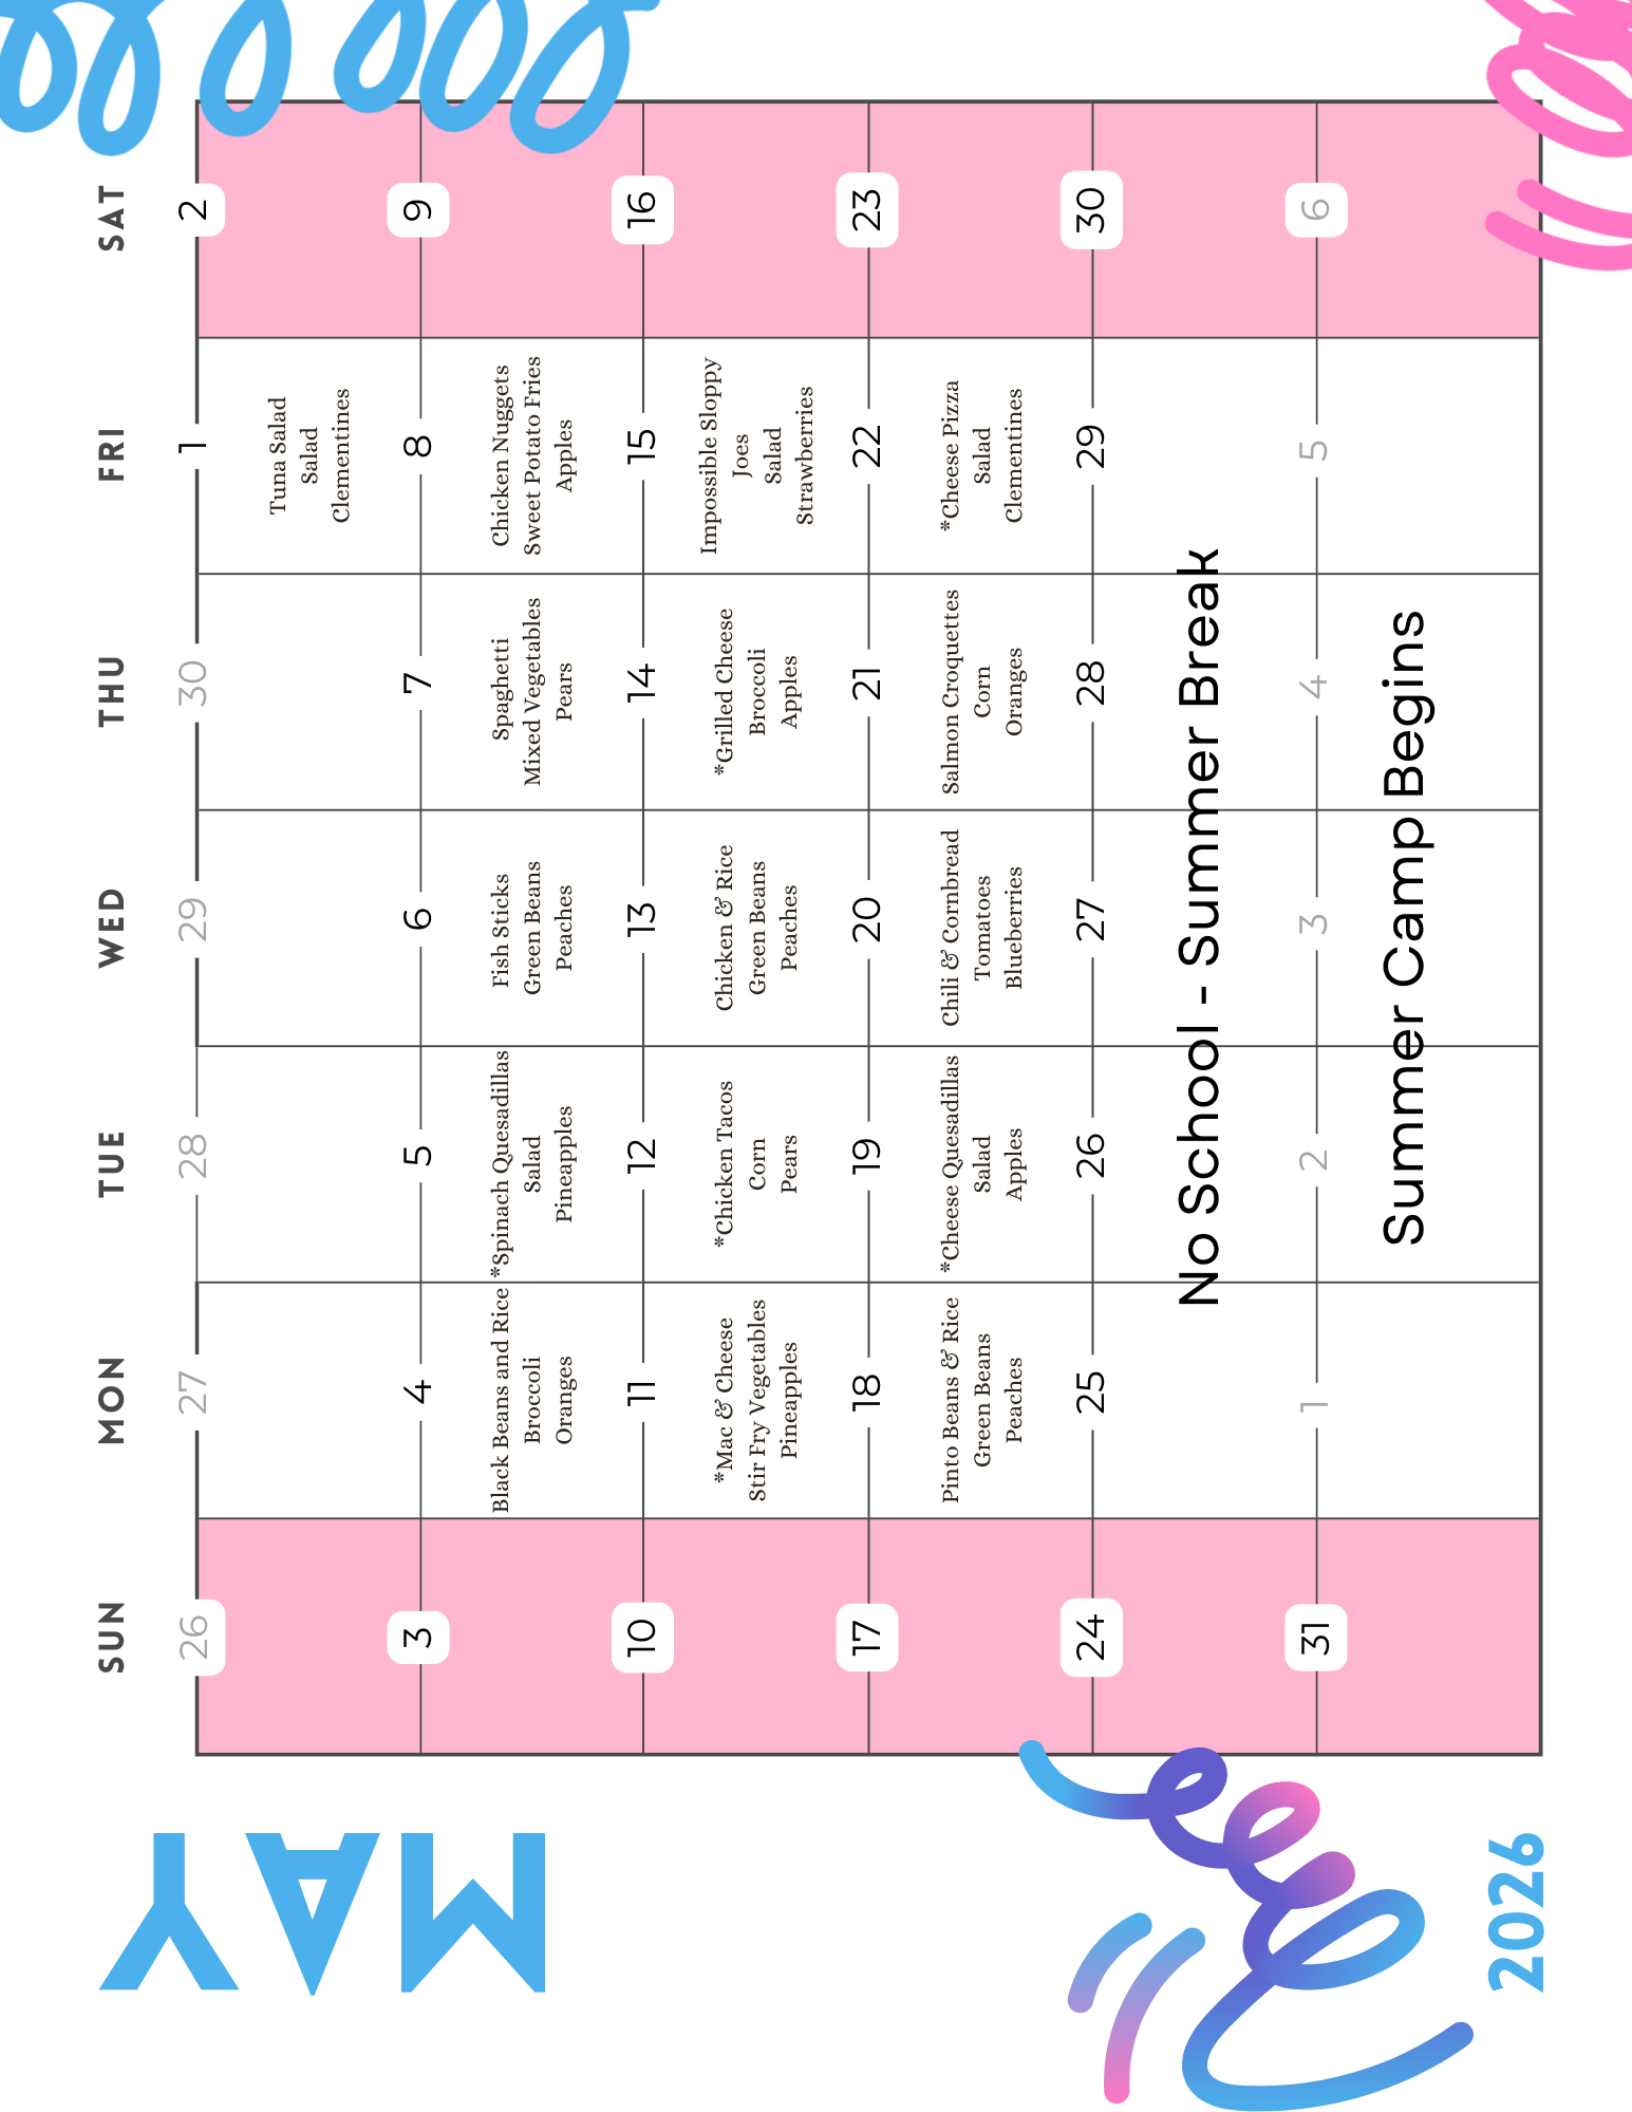 MAY
2026
SUN
MON
TUE
WED
THU
FRI
SAT
26
27
28
29
30
1
2
Tuna Salad
Salad
Clementines
3
4
5
6
7
8
9
Black Beans and Rice
Broccoli
Oranges
*Spinach Quesadillas
Salad
Pineapples
Fish Sticks
Green Beans
Peaches
Spaghetti
Mixed Vegetables
Pears
Chicken Nuggets
Sweet Potato Fries
Apples
10
11
12
13
14
15
16
*Mac & Cheese
Stir Fry Vegetables
Pineapples
*Chicken Tacos
Corn
Pears
Chicken & Rice
Green Beans
Peaches
*Grilled Cheese
Broccoli
Apples
Impossible Sloppy
Joes
Salad
Strawberries
17
18
19
20
21
22
23
Pinto Beans & Rice
Green Beans
Peaches
*Cheese Quesadillas
Salad
Apples
Chili & Cornbread
Tomatoes
Blueberries
Salmon Croquettes
Corn
Oranges
*Cheese Pizza
Salad
Clementines
24
25
26
27
28
29
30
No School - Summer Break
31
1
2
3
4
5
6
Summer Camp Begins